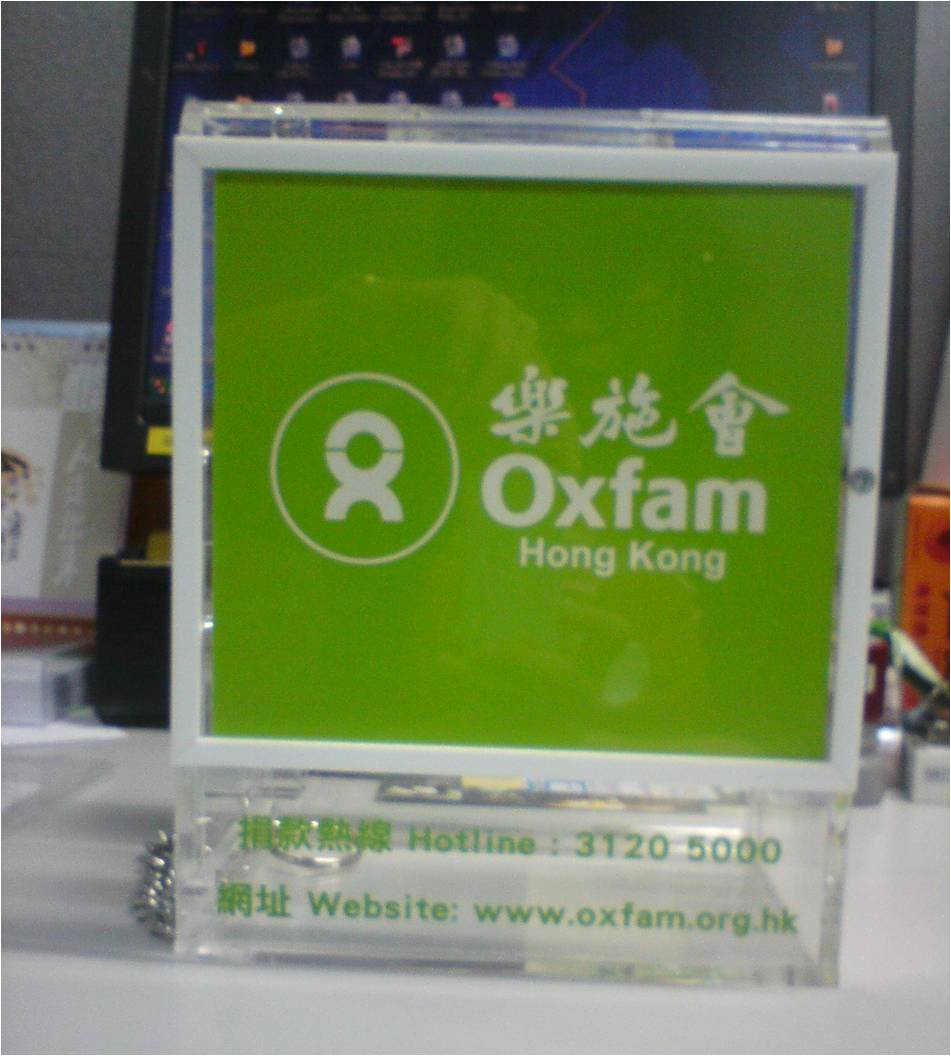 樂施會
Oxfam
Hong Kong
捐款熱線 Hotline : 3120 5000
網址 Website: www.oxfam.org.hk